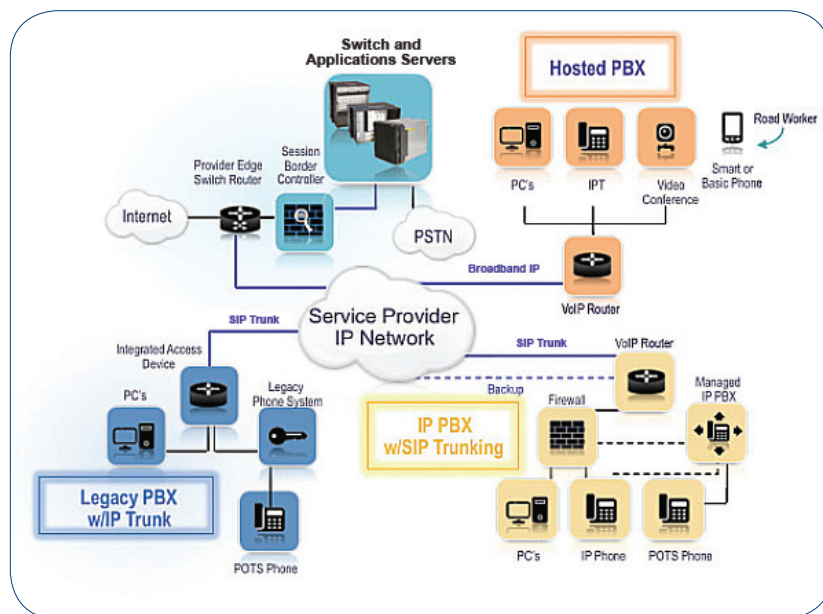 Switch and
Applications Servers
Hosted PBX
Road Worker
Session
Border
Controller
Provider Edge
Switch Router
PC's
IPT
Video
Conference
Smart or
Basic Phone
Internet
PSTN
Broadband IP
VoIP Router
Service Provider
IP Network
SIP Trunk
SIP Trunk
VoIP Router
Integrated Access
Device
Legacy
Phone System
PC's
Backup
Firewall
Managed
IP PBX
IP PBX
w/SIP Trunking
Legacy PBX
w/IP Trunk
POTS Phone
PC's
IP Phone
POTS Phone